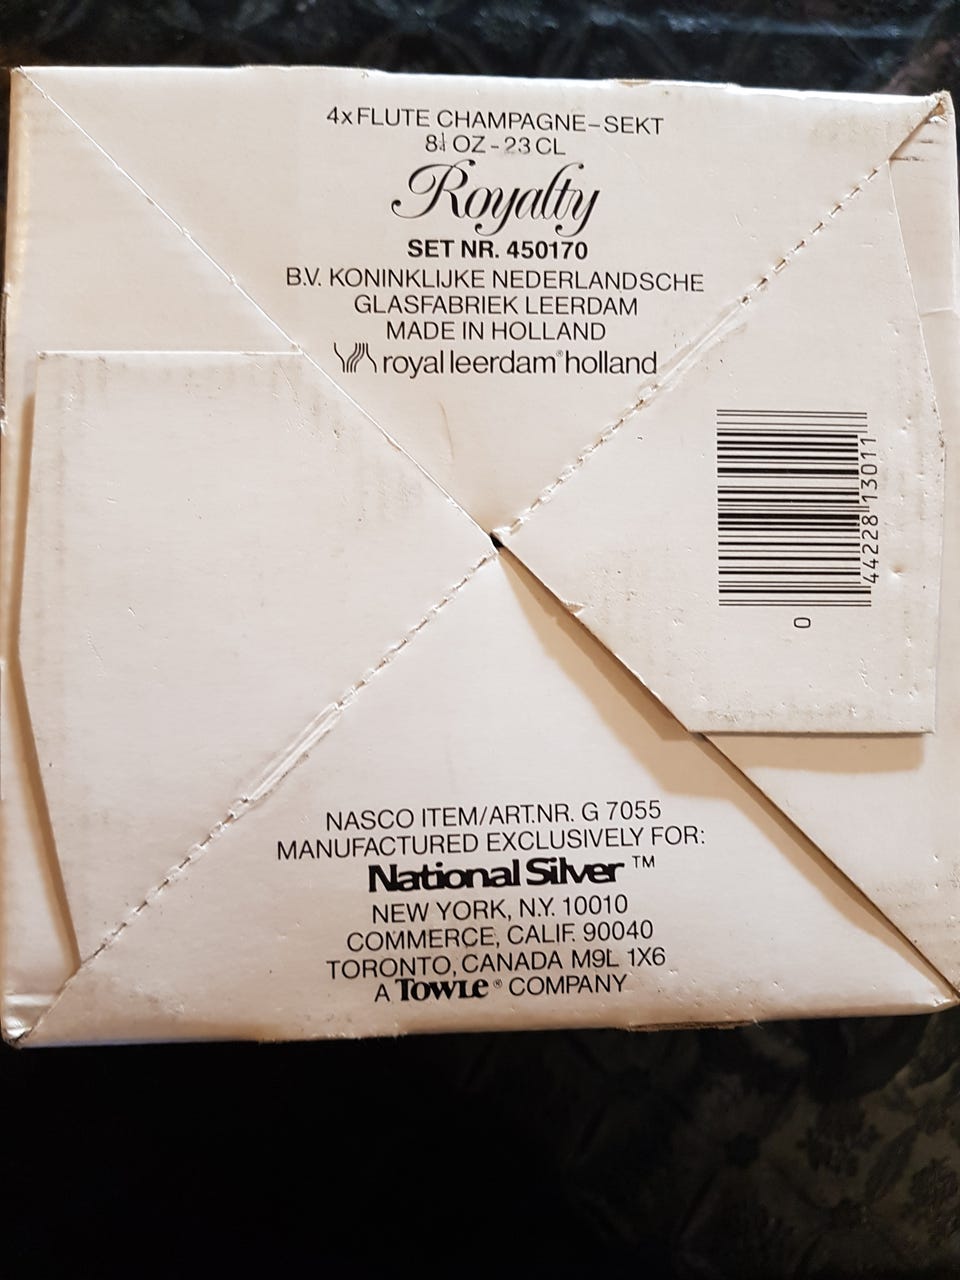 4x FLUTE CHAMPAGNE-SEKT
8¼ OZ - 23 CL
Royalty
SET NR. 450170
B.V. KONINKLIJKE NEDERLANDSCHE
GLASFABRIEK LEERDAM
MADE IN HOLLAND
royal leerdam® holland
0 44228 13011
NASCO ITEM/ART.NR. G 7055
MANUFACTURED EXCLUSIVELY FOR:
National Silver ™
NEW YORK, N.Y. 10010
COMMERCE, CALIF. 90040
TORONTO, CANADA M9L 1X6
A TOWLE® COMPANY